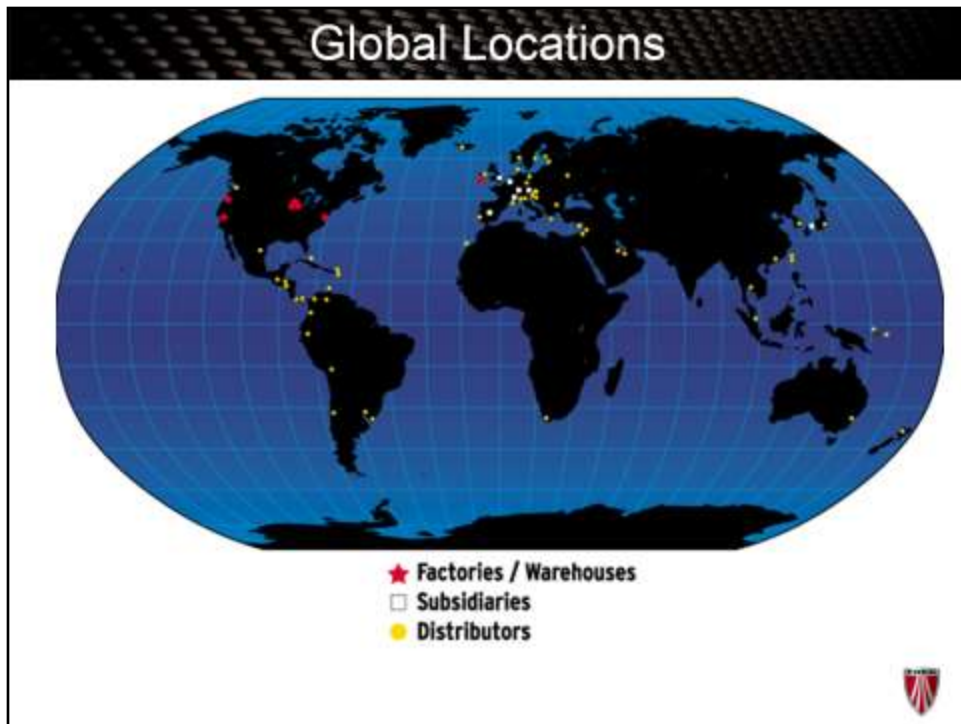 Global Locations
Factories / Warehouses
Subsidiaries
Distributors